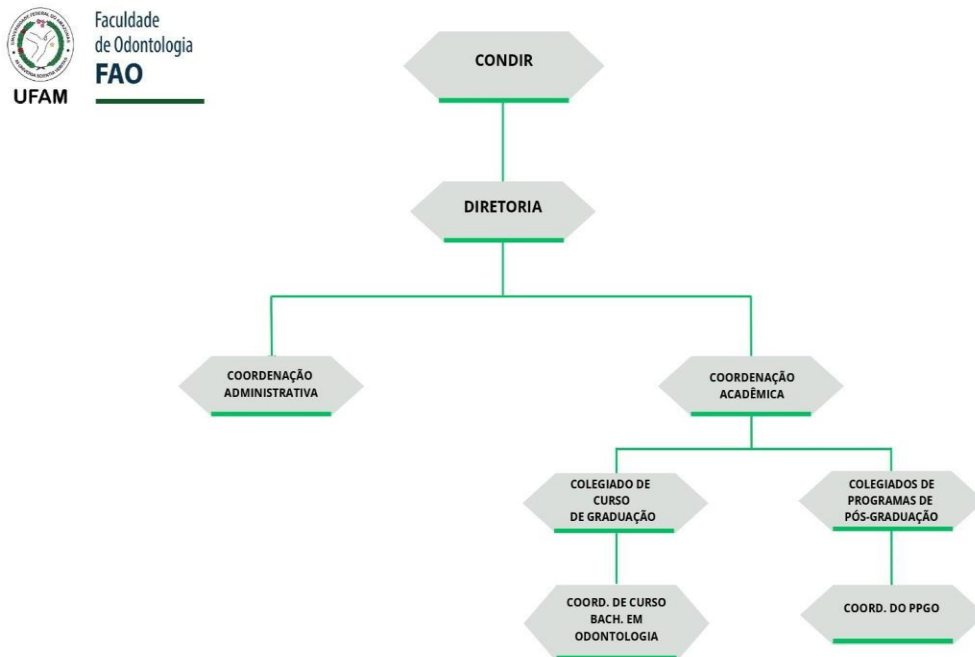 Faculdade
de Odontologia
FAO
UFAM
CONDIR
DIRETORIA
COORDENAÇÃO
ADMINISTRATIVA
COORDENAÇÃO
ACADÊMICA
COLEGIADO DE
CURSO
DE GRADUAÇÃO
COLEGIADOS DE
PROGRAMAS DE
PÓS-GRADUAÇÃO
COORD. DE CURSO
BACH. EM
ODONTOLOGIA
COORD. DO PPGO